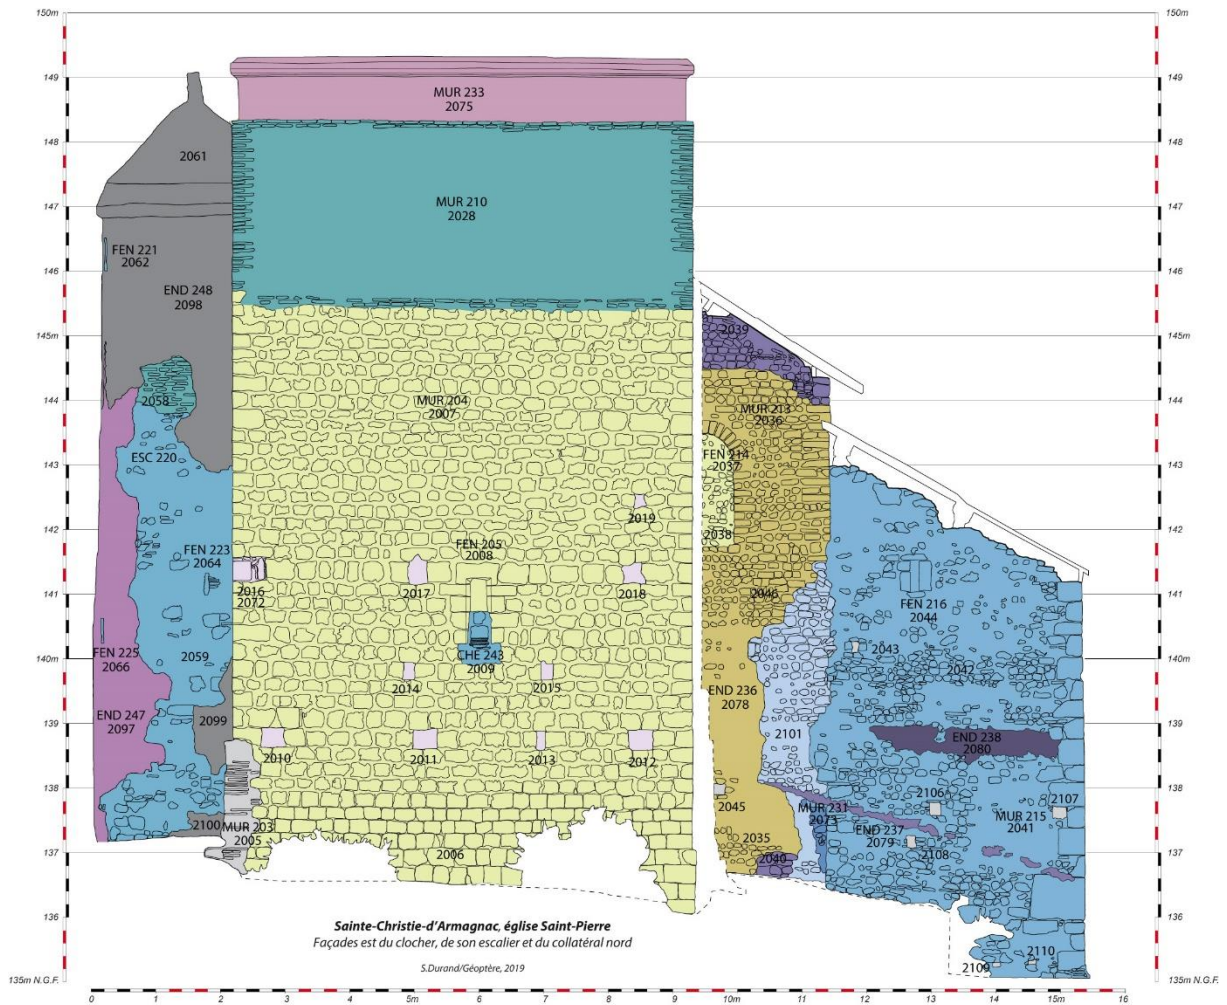 150m
150m
149
149
148
148
147
147
146
146
145m
145m
144
144
143
143
142
142
141
141
140m
140m
139
139
138
138
137
137
136
136
135m N.G.F.
135m N.G.F.
MUR 233
2075
2061
MUR 210
2028
FEN 221
2062
END 248
2098
2039
2058
MUR 204
2007
MUR 213
2036
ESC 220
FEN 214
2037
2019
2038
FEN 205
2008
FEN 223
2064
2016
2072
2017
2018
2046
FEN 216
2044
2043
2042
FEN 225
2066
2059
CHE 243
2009
2014
2015
END 236
2078
END 247
2097
2099
2101
END 238
2080
2010
2011
2013
2012
2045
2106
2107
MUR 231
2073
MUR 215
2041
2100
MUR 203
2005
END 237
2079
2035
2108
2006
2040
2110
2109
Sainte-Christie-d'Armagnac, église Saint-Pierre
Façades est du clocher, de son escalier et du collatéral nord
S.Durand/Géoptère, 2019
0 1 2 3 4 5m 6 7 8 9 10m 11 12 13 14 15m 16